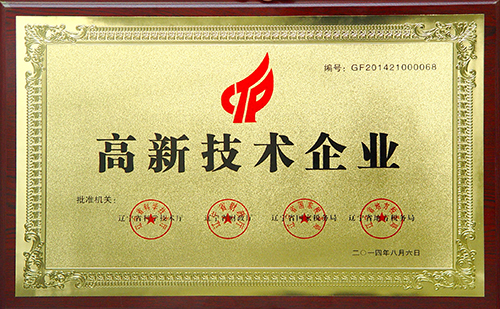 编号：GF201421000068
高新技术企业
批准机关：
辽宁省科学技术厅 辽宁省财政厅 辽宁省国家税务局 辽宁省地方税务局
二〇一四年八月六日